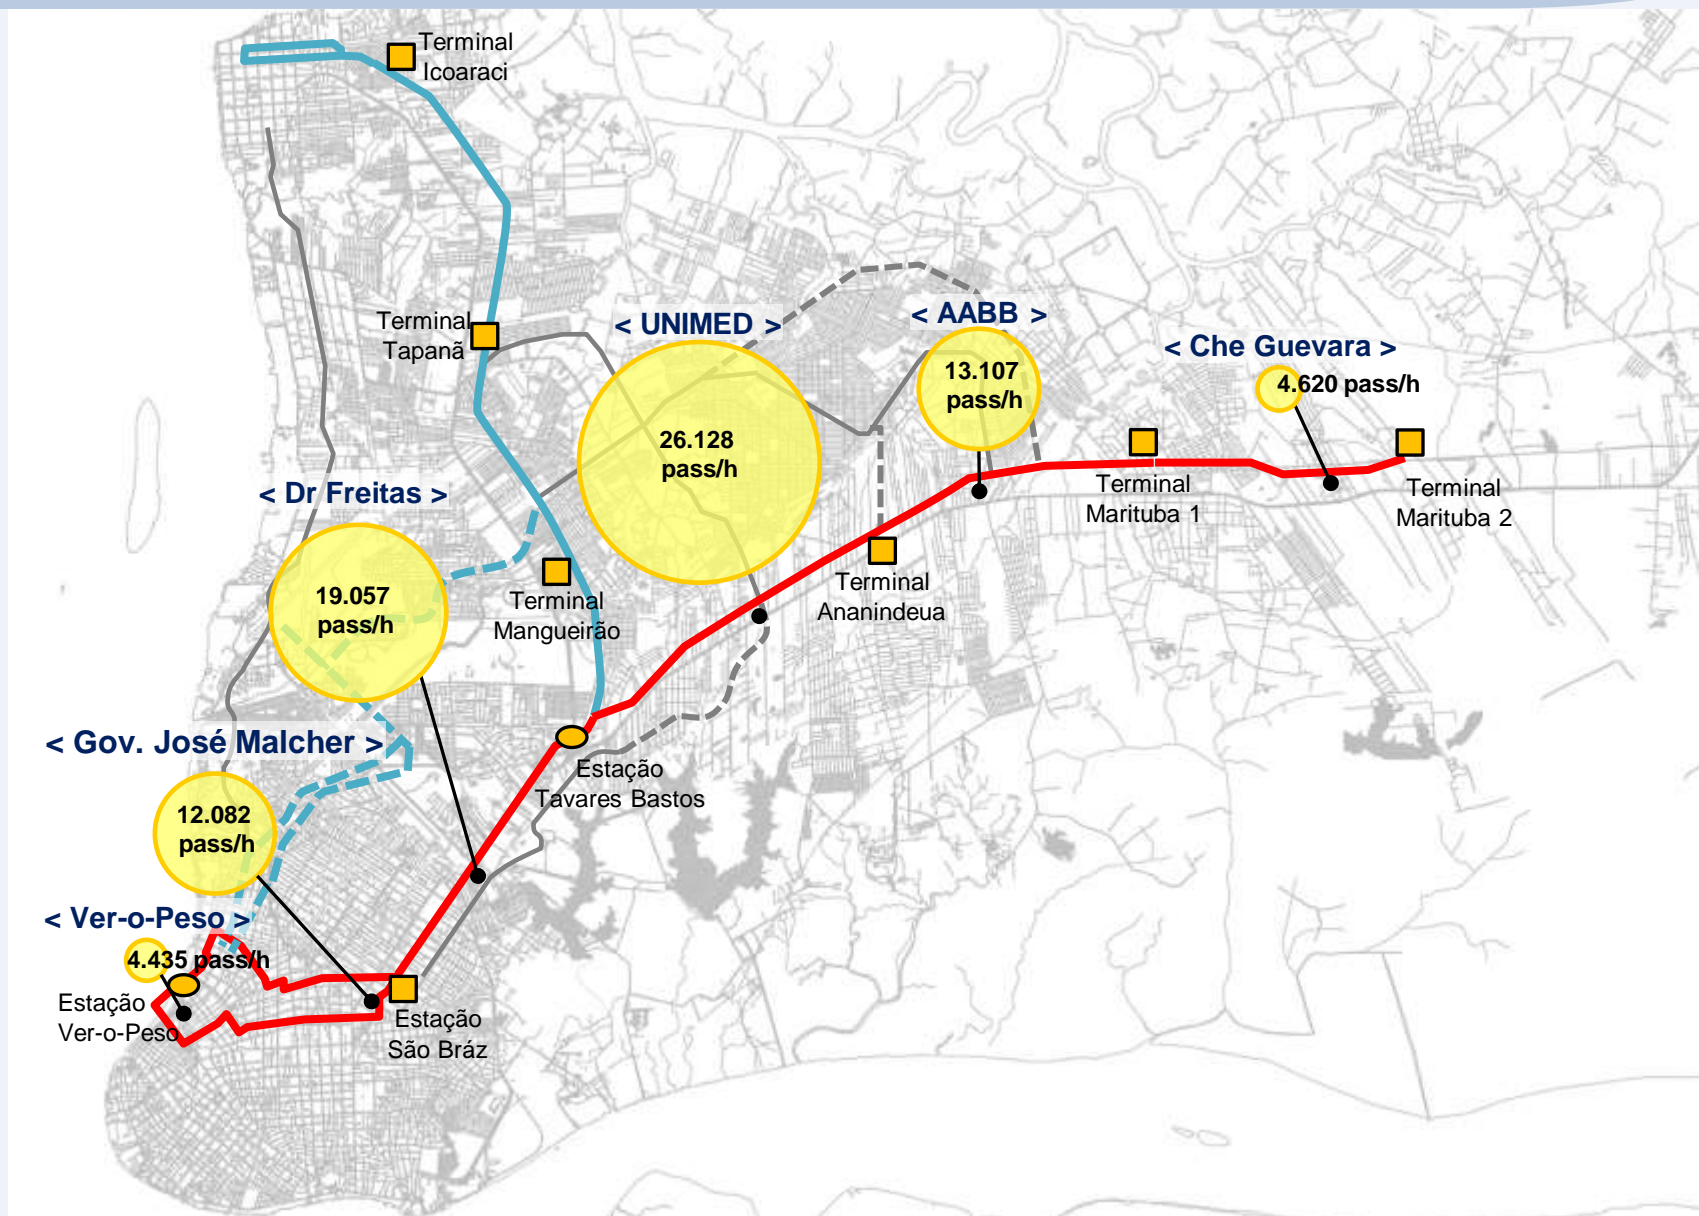 Terminal
Icoaraci
Terminal
Tapanã
< UNIMED >
26.128
pass/h
< AABB >
13.107
pass/h
< Che Guevara >
4.620 pass/h
Terminal
Marituba 1
Terminal
Marituba 2
< Dr Freitas >
19.057
pass/h
Terminal
Mangueirão
Terminal
Ananindeua
< Gov. José Malcher >
12.082
pass/h
Estação
Tavares Bastos
< Ver-o-Peso >
4.435 pass/h
Estação
Ver-o-Peso
Estação
São Bráz